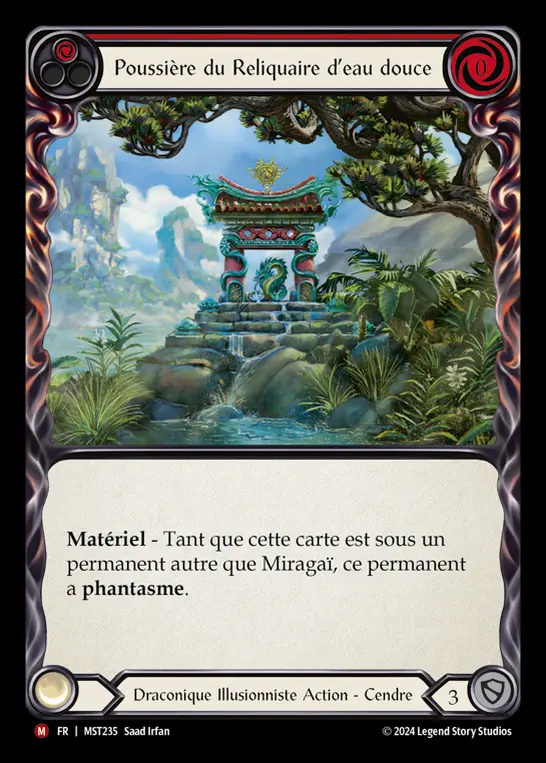 Poussière du Reliquaire d'eau douce
0
Matériel - Tant que cette carte est sous un
permanent autre que Miragaï, ce permanent
a phantasme.
Draconique Illusionniste Action - Cendre
3
M FR | MST235 Saad Irfan
© 2024 Legend Story Studios